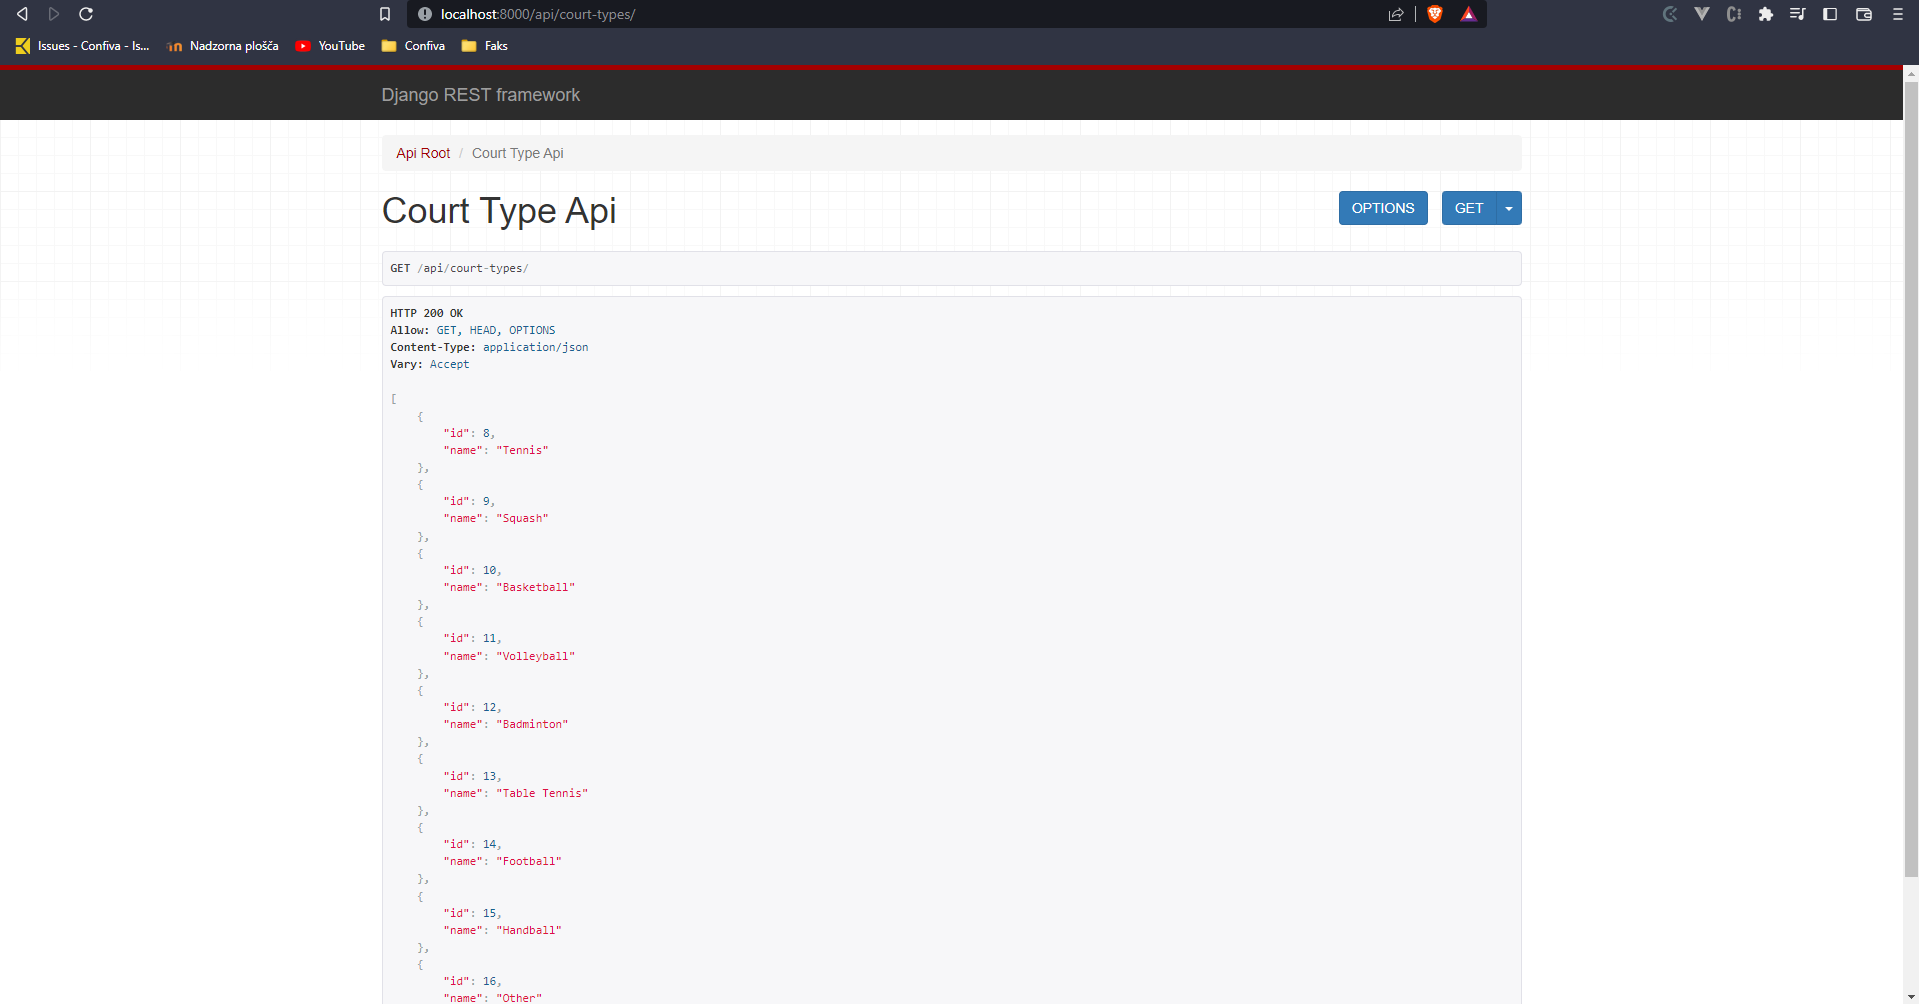 localhost:8000/api/court-types/
Issues - Confiva - Is... Nadzorna plošča YouTube Confiva Faks
Django REST framework
Api Root / Court Type Api
Court Type Api OPTIONS GET
GET /api/court-types/
HTTP 200 OK
Allow: GET, HEAD, OPTIONS
Content-Type: application/json
Vary: Accept
[
{
"id": 8,
"name": "Tennis"
},
{
"id": 9,
"name": "Squash"
},
{
"id": 10,
"name": "Basketball"
},
{
"id": 11,
"name": "Volleyball"
},
{
"id": 12,
"name": "Badminton"
},
{
"id": 13,
"name": "Table Tennis"
},
{
"id": 14,
"name": "Football"
},
{
"id": 15,
"name": "Handball"
},
{
"id": 16,
"name": "Other"